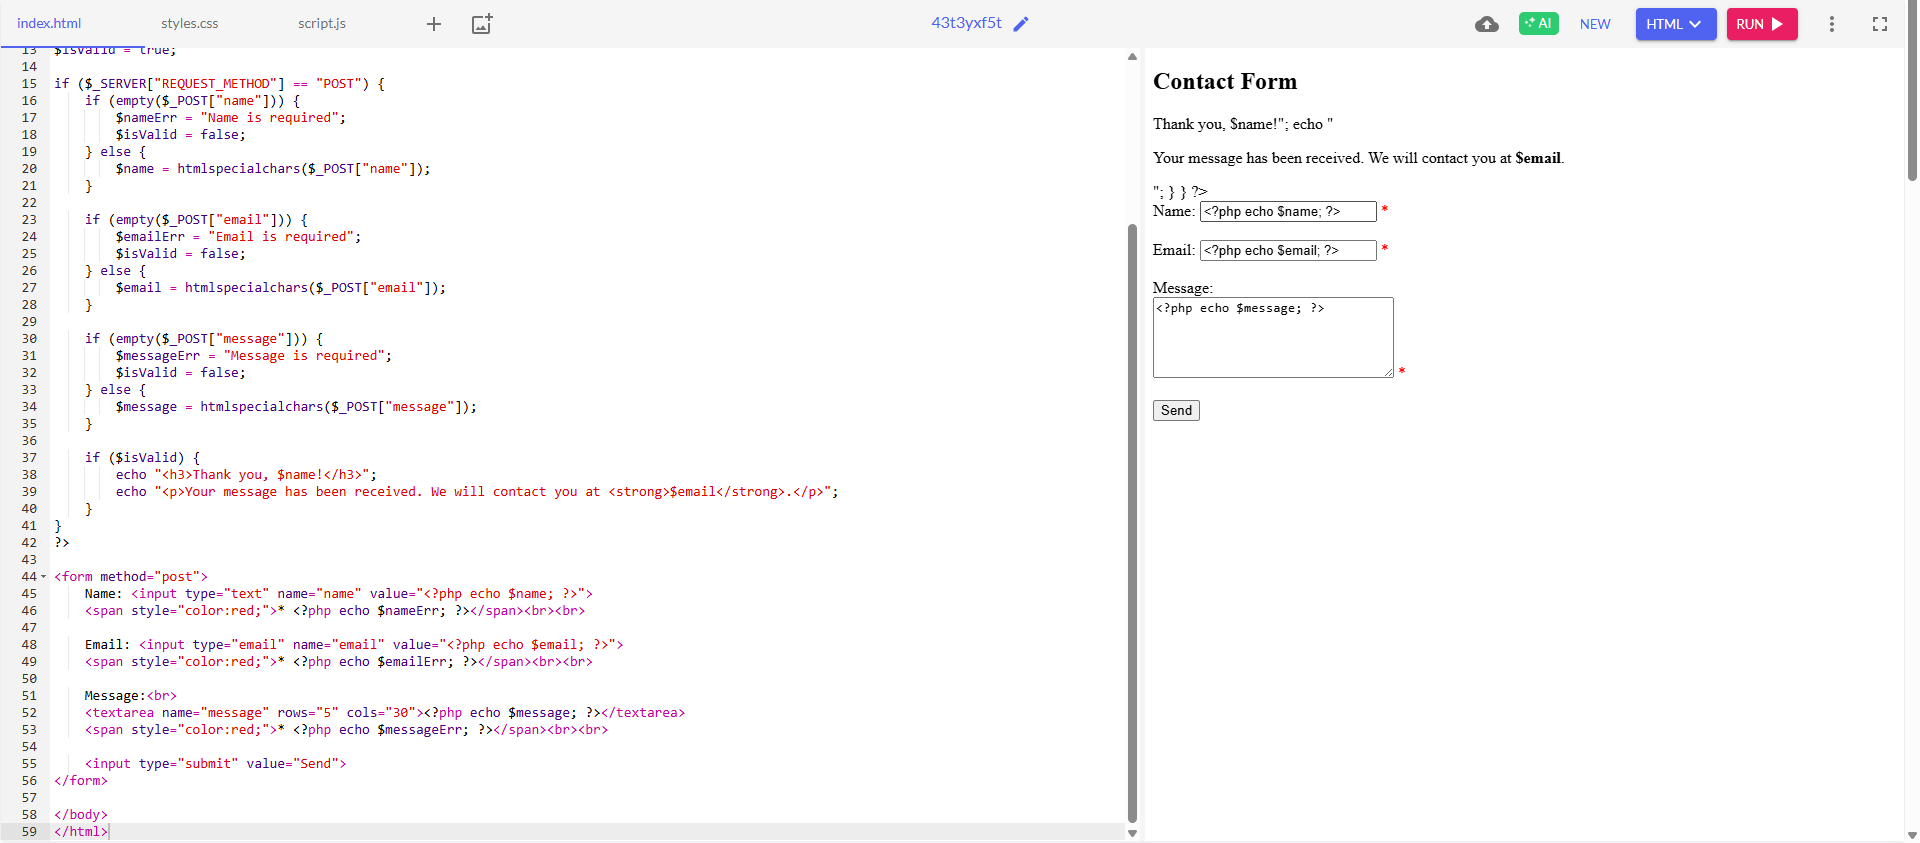 index.html
styles.css
script.js
43t3yxf5t
AI
NEW
HTML
RUN
13 $isValid = true;
14
15 if ($_SERVER["REQUEST_METHOD"] == "POST") {
16     if (empty($_POST["name"])) {
17         $nameErr = "Name is required";
18         $isValid = false;
19     } else {
20         $name = htmlspecialchars($_POST["name"]);
21     }
22
23     if (empty($_POST["email"])) {
24         $emailErr = "Email is required";
25         $isValid = false;
26     } else {
27         $email = htmlspecialchars($_POST["email"]);
28     }
29
30     if (empty($_POST["message"])) {
31         $messageErr = "Message is required";
32         $isValid = false;
33     } else {
34         $message = htmlspecialchars($_POST["message"]);
35     }
36
37     if ($isValid) {
38         echo "<h3>Thank you, $name!</h3>";
39         echo "<p>Your message has been received. We will contact you at <strong>$email</strong>.</p>";
40     }
41 }
42 ?>
43
44 <form method="post">
45     Name: <input type="text" name="name" value="<?php echo $name; ?>">
46     <span style="color:red;">* <?php echo $nameErr; ?></span><br><br>
47
48     Email: <input type="email" name="email" value="<?php echo $email; ?>">
49     <span style="color:red;">* <?php echo $emailErr; ?></span><br><br>
50
51     Message:<br>
52     <textarea name="message" rows="5" cols="30"><?php echo $message; ?></textarea>
53     <span style="color:red;">* <?php echo $messageErr; ?></span><br><br>
54
55     <input type="submit" value="Send">
56 </form>
57
58 </body>
59 </html>
Contact Form
Thank you, $name!"; echo "
Your message has been received. We will contact you at $email.
"; } } ?>
Name: <?php echo $name; ?> *
Email: <?php echo $email; ?> *
Message:
<?php echo $message; ?>
*
Send